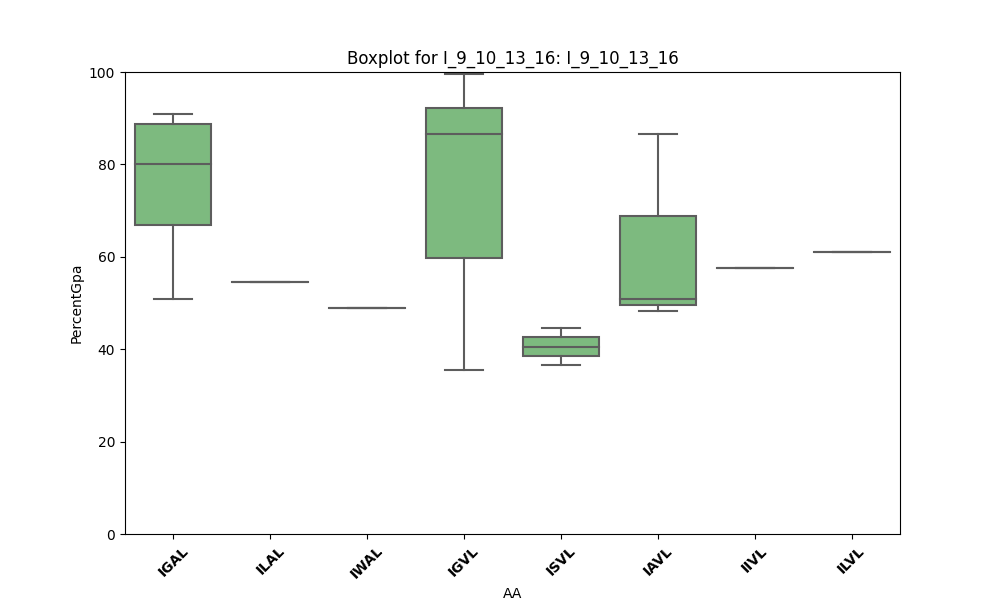 Boxplot for I_9_10_13_16: I_9_10_13_16
PercentGpa
100
80
60
40
20
0
IGAL
ILAL
IWAL
IGVL
ISVL
IAVL
IIVL
ILVL
AA